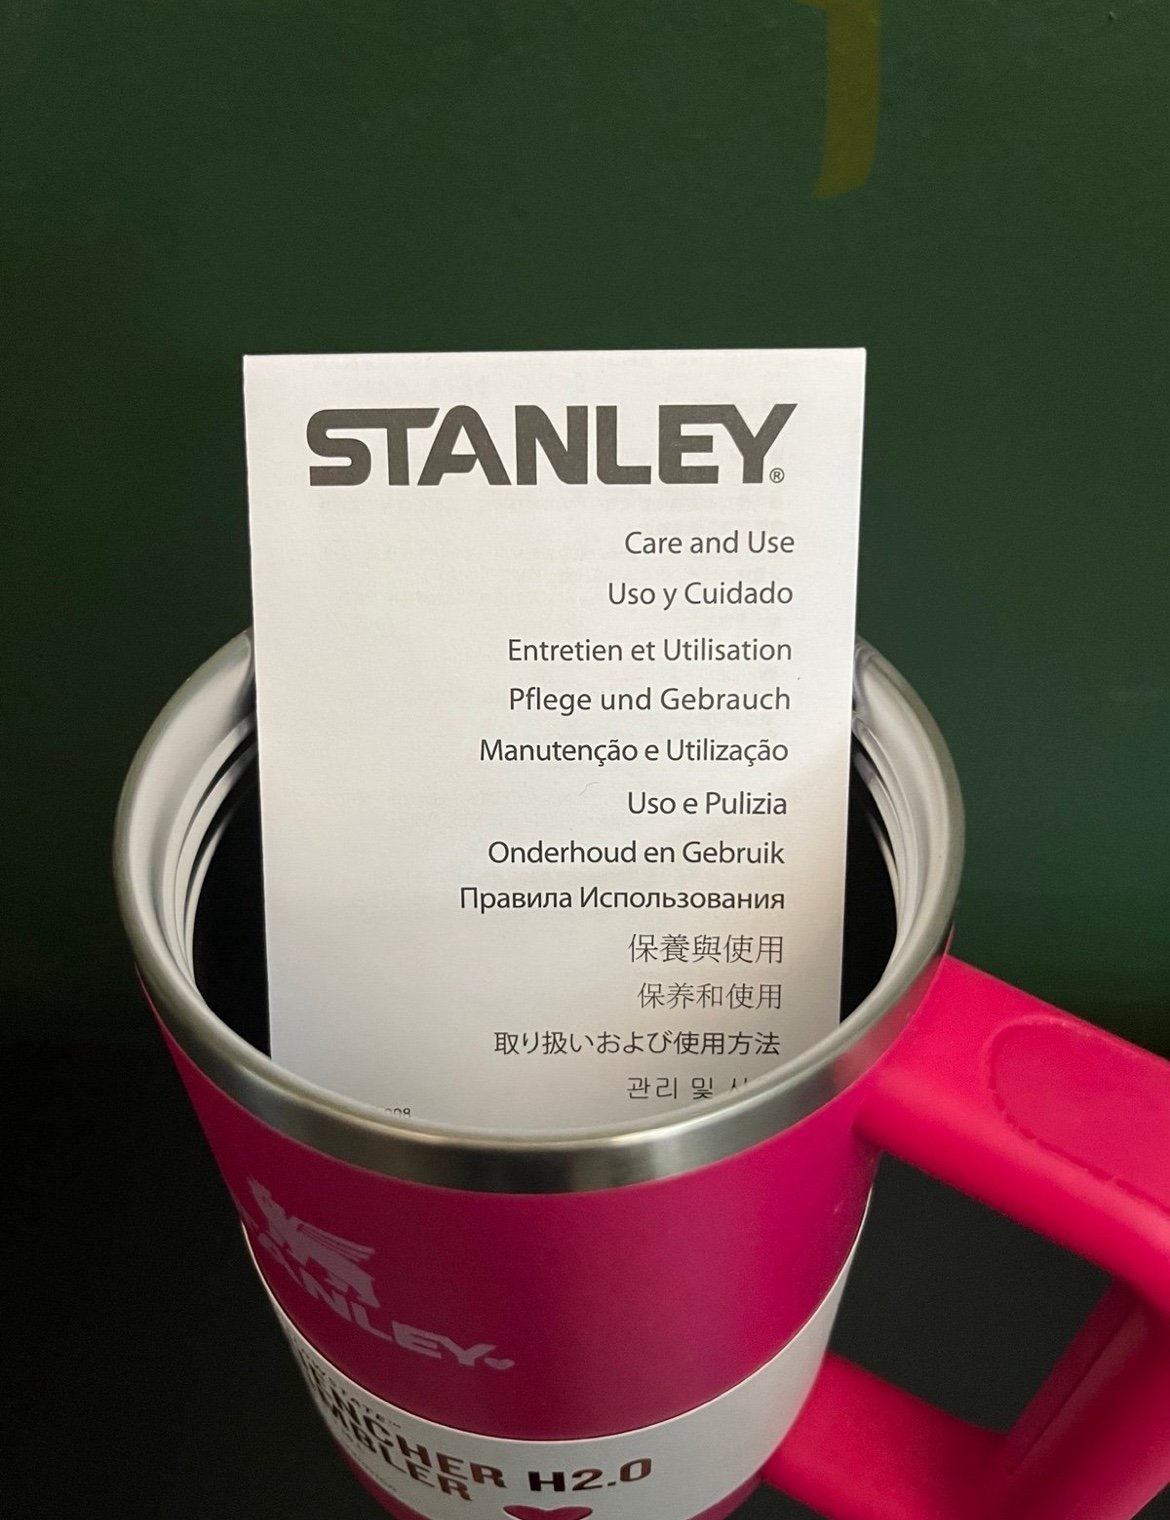 STANLEY®
Care and Use
Uso y Cuidado
Entretien et Utilisation
Pflege und Gebrauch
Manutenção e Utilização
Uso e Pulizia
Onderhoud en Gebruik
Правила Использования
保養與使用
保养和使用
取り扱いおよび使用方法
관리 및
STANLEY
H2.0